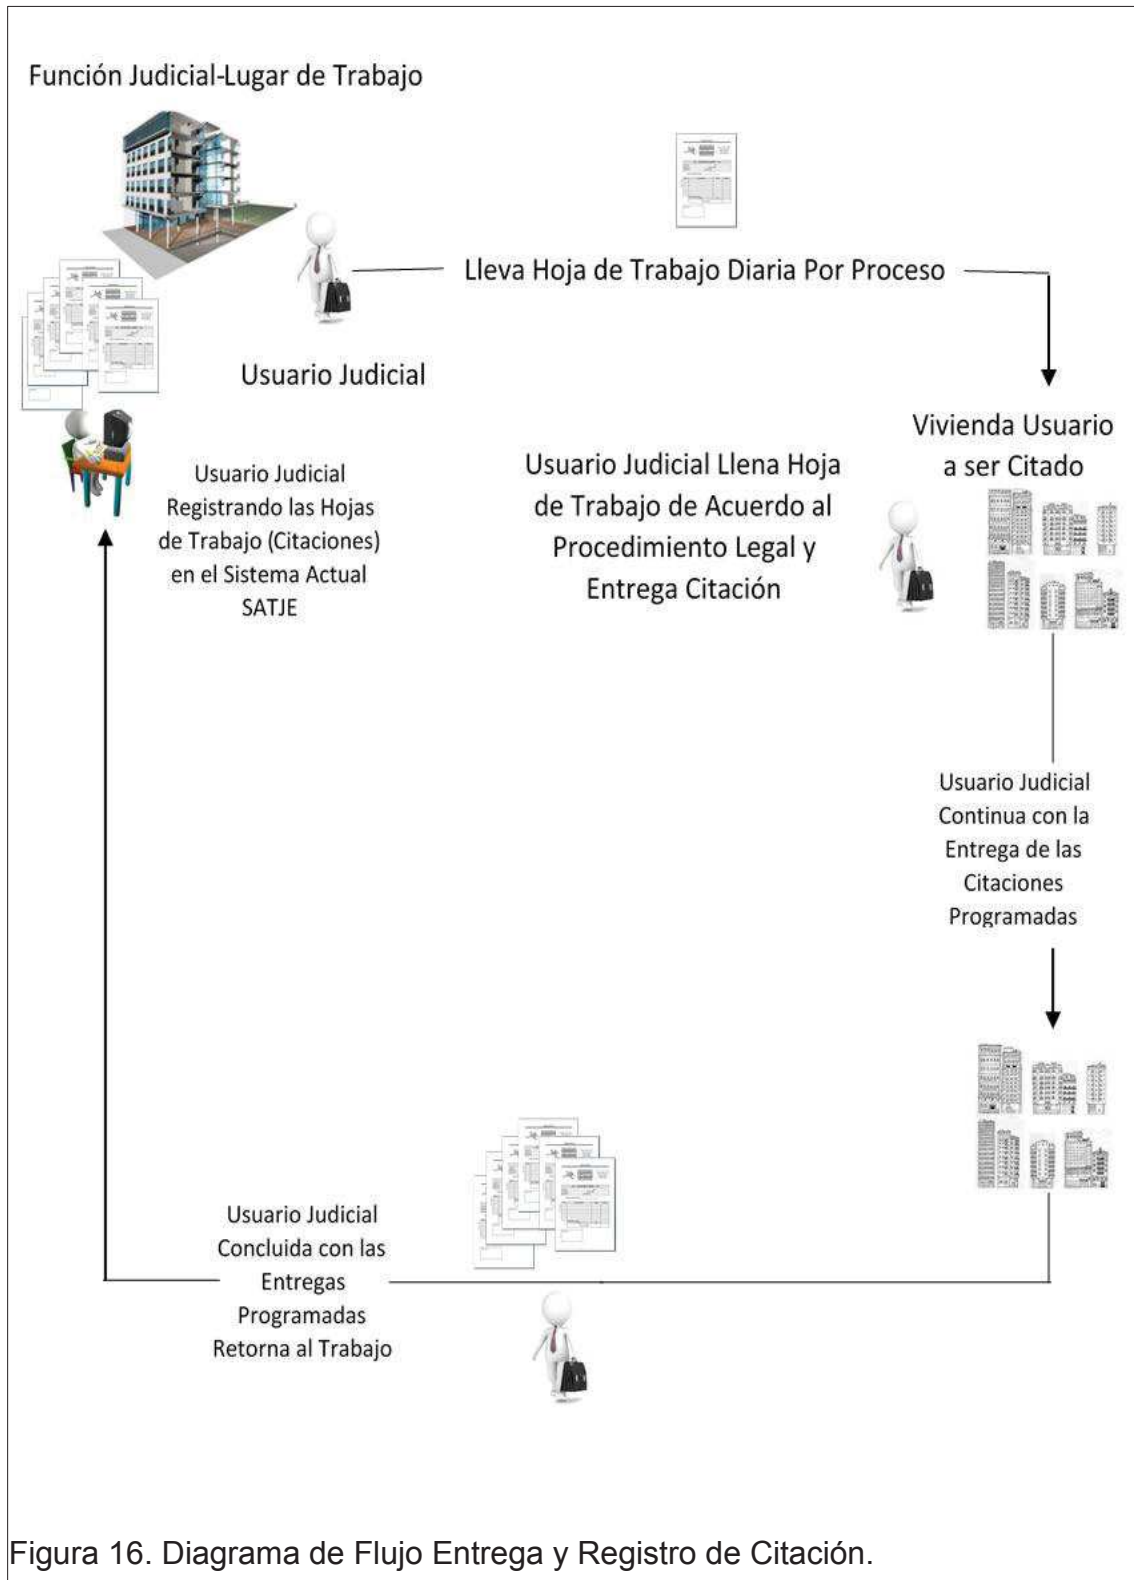 Función Judicial-Lugar de Trabajo
Lleva Hoja de Trabajo Diaria Por Proceso
Usuario Judicial
Vivienda Usuario
a ser Citado
Usuario Judicial Llena Hoja
de Trabajo de Acuerdo al
Procedimiento Legal y
Entrega Citación
Usuario Judicial
Registrando las Hojas
de Trabajo (Citaciones)
en el Sistema Actual
SATJE
Usuario Judicial
Continua con la
Entrega de las
Citaciones
Programadas
Usuario Judicial
Concluida con las
Entregas
Programadas
Retorna al Trabajo
Figura 16. Diagrama de Flujo Entrega y Registro de Citación.